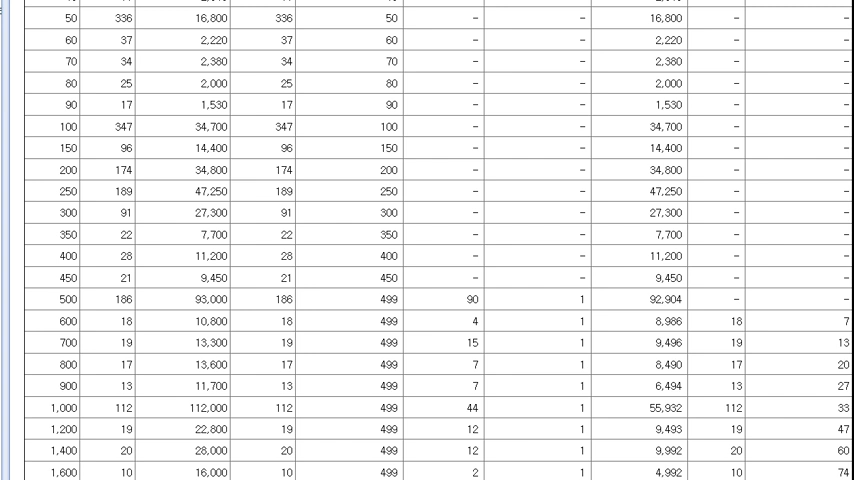 50 336 16,800 336 50 – – 16,800 – –
60 37 2,220 37 60 – – 2,220 – –
70 34 2,380 34 70 – – 2,380 – –
80 25 2,000 25 80 – – 2,000 – –
90 17 1,530 17 90 – – 1,530 – –
100 347 34,700 347 100 – – 34,700 – –
150 96 14,400 96 150 – – 14,400 – –
200 174 34,800 174 200 – – 34,800 – –
250 189 47,250 189 250 – – 47,250 – –
300 91 27,300 91 300 – – 27,300 – –
350 22 7,700 22 350 – – 7,700 – –
400 28 11,200 28 400 – – 11,200 – –
450 21 9,450 21 450 – – 9,450 – –
500 186 93,000 186 499 90 1 92,904 – –
600 18 10,800 18 499 4 1 8,986 18 7
700 19 13,300 19 499 15 1 9,496 19 13
800 17 13,600 17 499 7 1 8,490 17 20
900 13 11,700 13 499 7 1 6,494 13 27
1,000 112 112,000 112 499 44 1 55,932 112 33
1,200 19 22,800 19 499 12 1 9,493 19 47
1,400 20 28,000 20 499 12 1 9,992 20 60
1,600 10 16,000 10 499 2 1 4,992 10 74